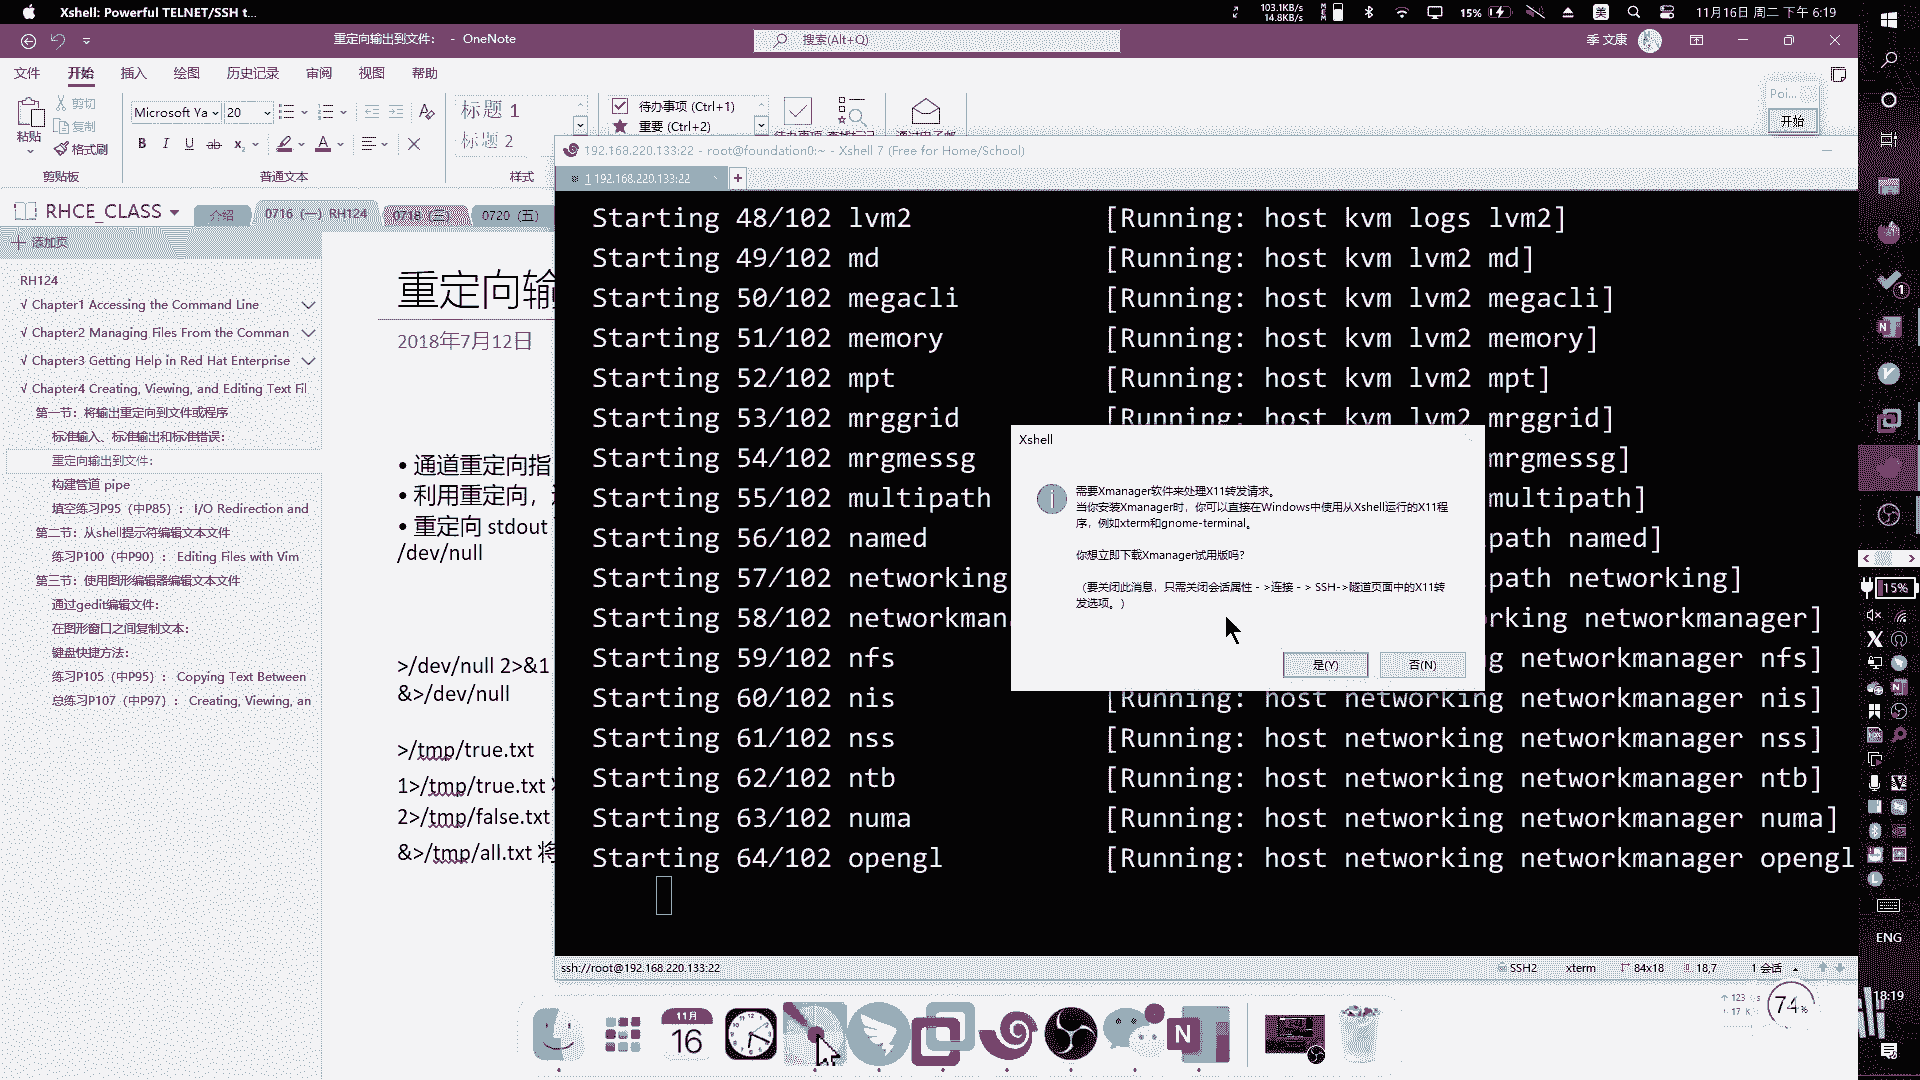 Xshell: Powerful TELNET/SSH t...
103.1KB/s
14.8KB/s
15%
美
11月16日 周二 下午 6:19
重定向输出到文件: - OneNote
搜索(Alt+Q)
季 文康
文件 开始 插入 绘图 历史记录 审阅 视图 帮助
粘贴
剪切
复制
格式刷
剪贴板
Microsoft Ya
20
普通文本
标题 1
标题 2
样式
待办事项 (Ctrl+1)
重要 (Ctrl+2)
Poi...
开始
RHCE_CLASS
介绍
0716（一）RH124
0718（三）
0720（五）
添加页
RH124
√ Chapter1 Accessing the Command Line
√ Chapter2 Managing Files From the Comman
√ Chapter3 Getting Help in Red Hat Enterprise
√ Chapter4 Creating, Viewing, and Editing Text Fil
第一节：将输出重定向到文件或程序
标准输入、标准输出和标准错误：
重定向输出到文件：
构建管道 pipe
填空练习P95（中P85）： I/O Redirection and
第二节：从shell提示符编辑文本文件
练习P100（中P90）： Editing Files with Vim
第三节：使用图形编辑器编辑文本文件
通过gedit编辑文件：
在图形窗口之间复制文本：
键盘快捷方法：
练习P105（中P95）： Copying Text Between
总练习P107（中P97）： Creating, Viewing, an
重定向输
2018年7月12日
• 通道重定向指
• 利用重定向，
• 重定向 stdout
/dev/null
>/dev/null 2>&1
&>/dev/null
>/tmp/true.txt
1>/tmp/true.txt
2>/tmp/false.txt
&>/tmp/all.txt 将
192.168.220.133:22 - root@foundation0:~ - Xshell 7 (Free for Home/School)
1 192.168.220.133:22
Starting 48/102 lvm2 [Running: host kvm logs lvm2]
Starting 49/102 md [Running: host kvm lvm2 md]
Starting 50/102 megacli [Running: host kvm lvm2 megacli]
Starting 51/102 memory [Running: host kvm lvm2 memory]
Starting 52/102 mpt [Running: host kvm lvm2 mpt]
Starting 53/102 mrggrid [Running: host kvm lvm2 mrggrid]
Starting 54/102 mrgmessg mrgmessg]
Starting 55/102 multipath multipath]
Starting 56/102 named path named]
Starting 57/102 networking path networking]
Starting 58/102 networkman rking networkmanager]
Starting 59/102 nfs g networkmanager nfs]
Starting 60/102 nis [Running: host networking networkmanager nis]
Starting 61/102 nss [Running: host networking networkmanager nss]
Starting 62/102 ntb [Running: host networking networkmanager ntb]
Starting 63/102 numa [Running: host networking networkmanager numa]
Starting 64/102 opengl [Running: host networking networkmanager opengl
Xshell
需要Xmanager软件来处理X11转发请求。
当你安装Xmanager时，你可以直接在Windows中使用从Xshell运行的X11程
序，例如xterm和gnome-terminal。
你想立即下载Xmanager试用版吗?
（要关闭此消息，只需关闭会话属性 - >连接 - > SSH->隧道页面中的X11转
发选项。）
是(Y)
否(N)
ssh://root@192.168.220.133:22
SSH2
xterm
84x18
18,7
1 会话
11月
16
123
17
74%
15%
ENG
18:19